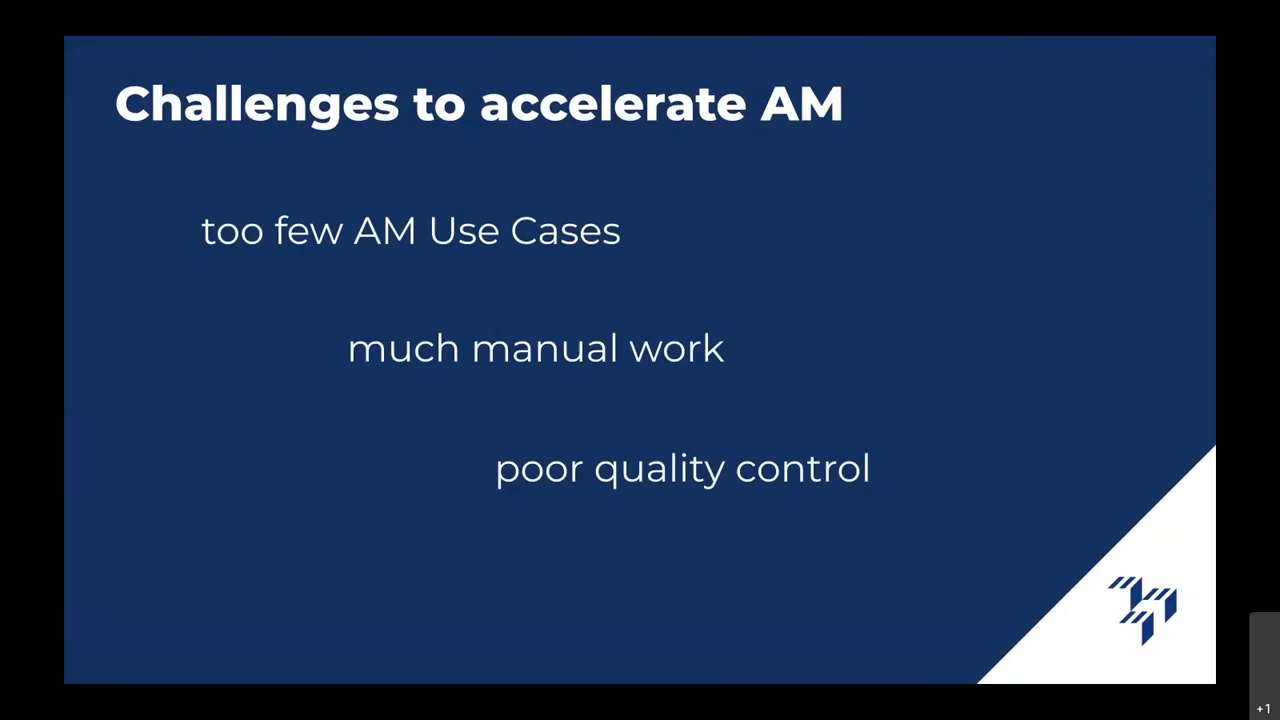 Challenges to accelerate AM
too few AM Use Cases
much manual work
poor quality control
+1